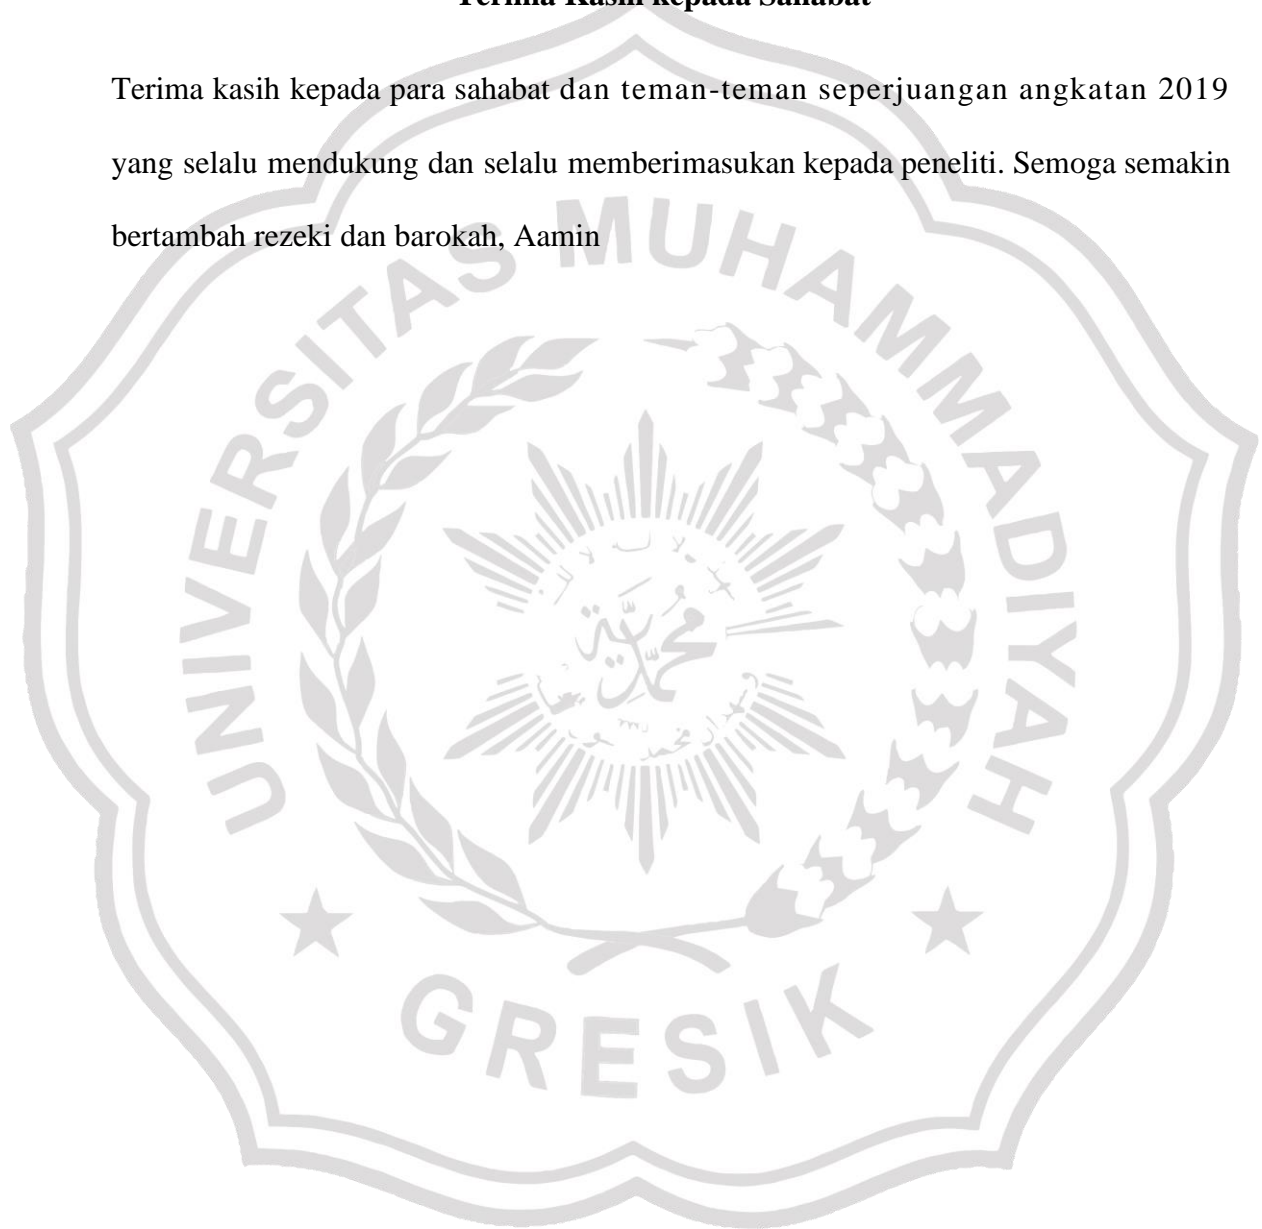 Terima Kasih kepada Sahabat
Terima kasih kepada para sahabat dan teman-teman seperjuangan angkatan 2019
yang selalu mendukung dan selalu memberimasukan kepada peneliti. Semoga semakin
bertambah rezeki dan barokah, Aamin
UNIVERSITAS MUHAMMADIYAH
محمدية
GRESIK